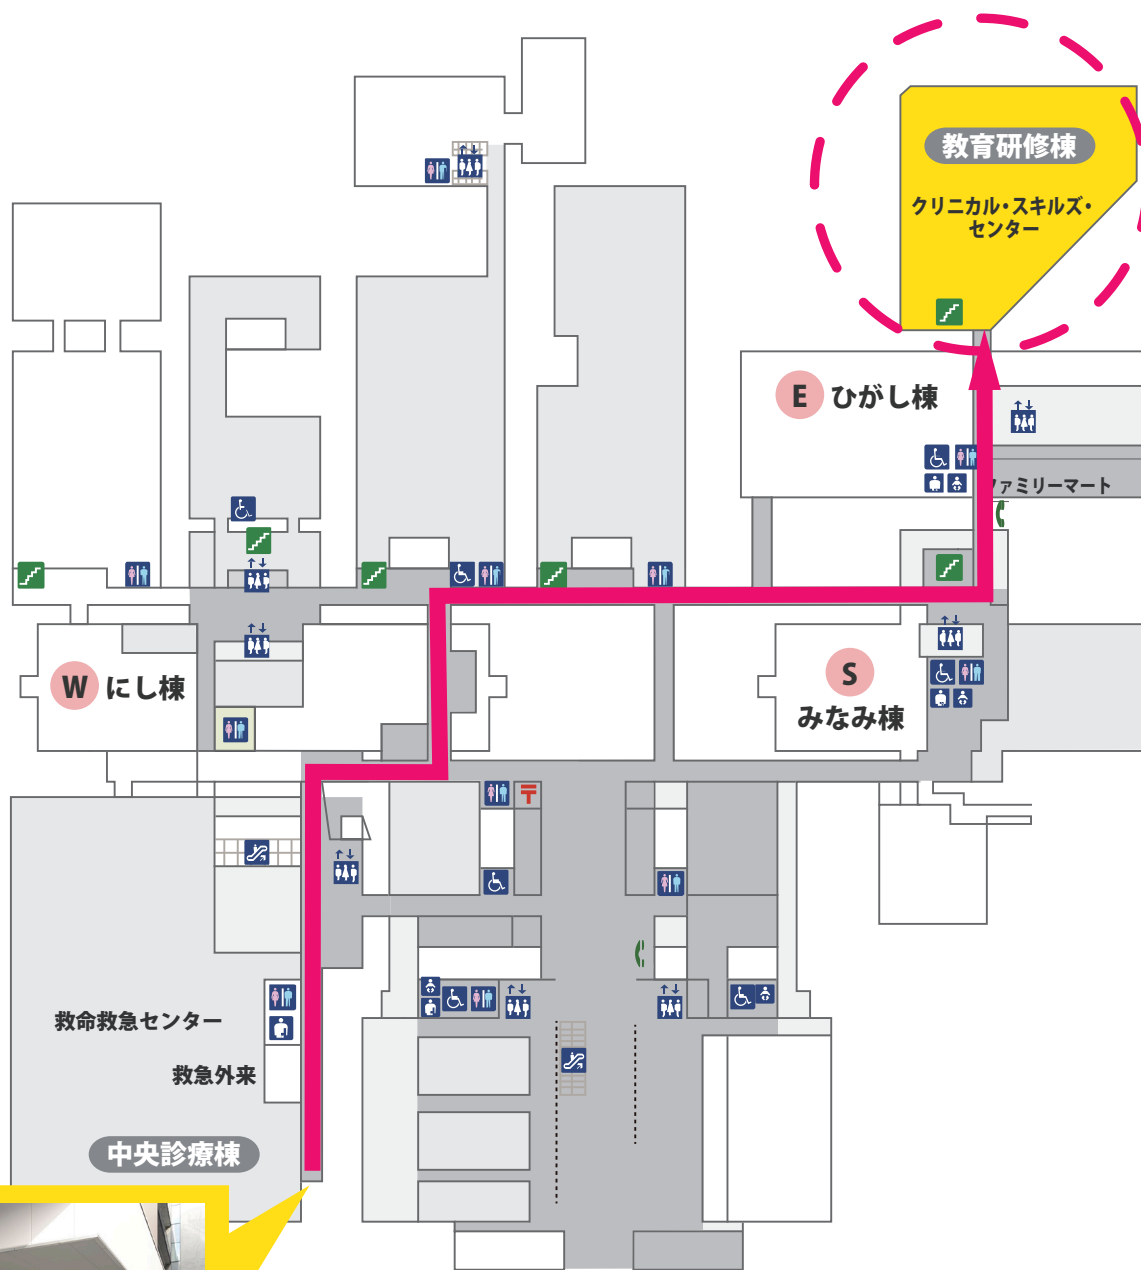 教育研修棟
クリニカル・スキルズ・
センター
E ひがし棟
ファミリーマート
W にし棟
S
みなみ棟
〒
救命救急センター
救急外来
中央診療棟